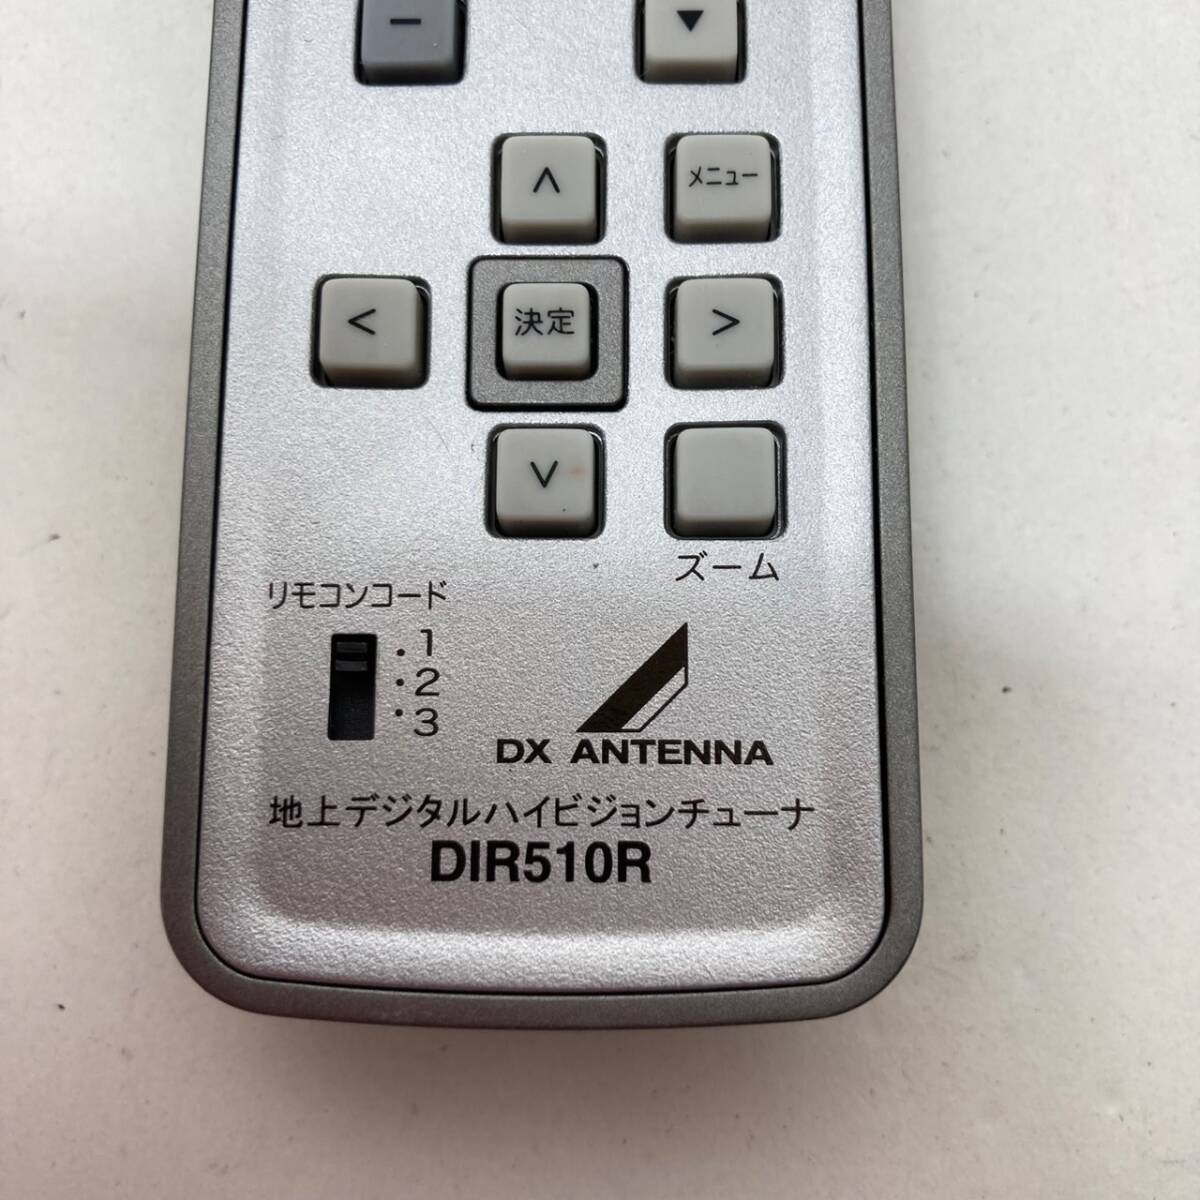 −
▼
∧
メニュー
<
決定
>
∨
ズーム
リモコンコード
・1
・2
・3
DX ANTENNA
地上デジタルハイビジョンチューナ
DIR510R